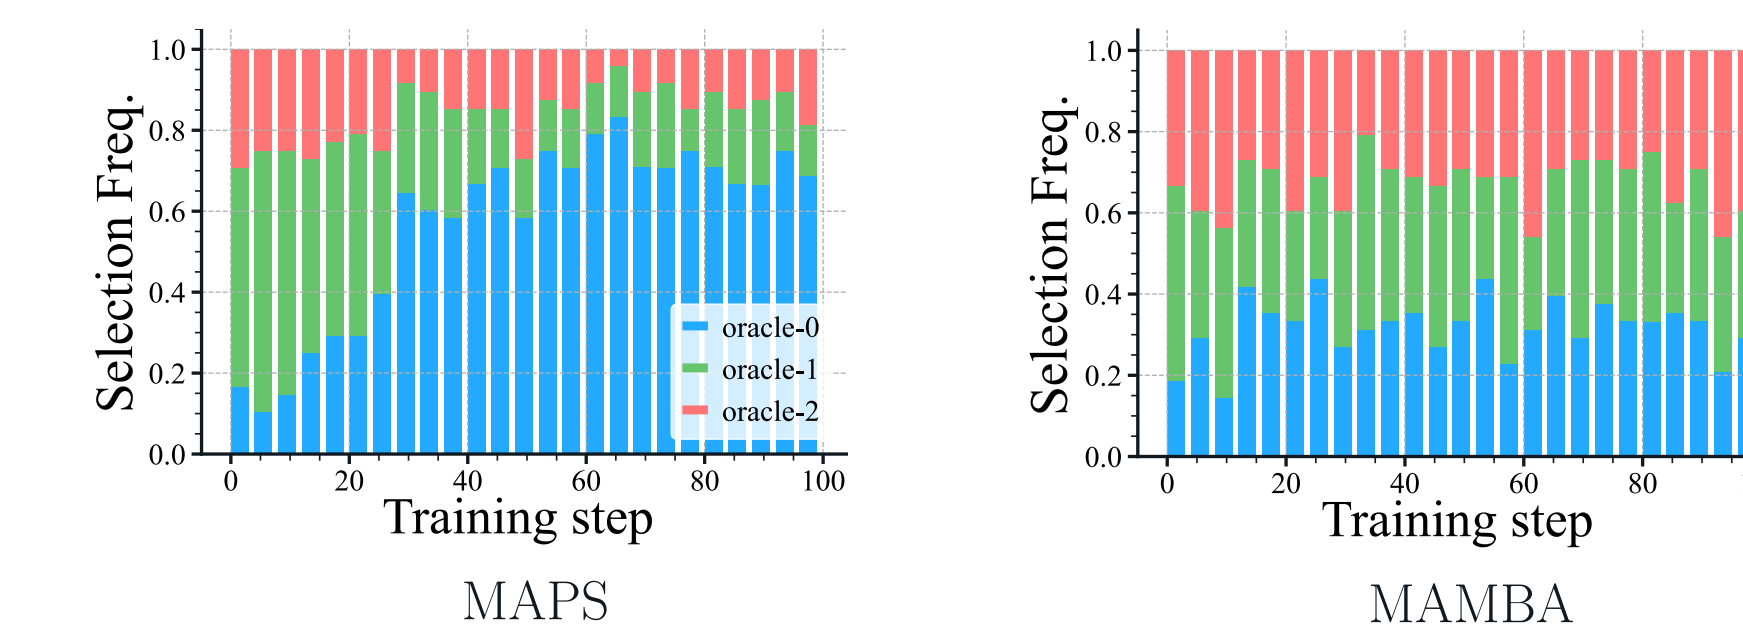 Selection Freq.
1.0
0.8
0.6
0.4
0.2
0.0
oracle-0
oracle-1
oracle-2
0 20 40 60 80 100
Training step
MAPS
Selection Freq.
1.0
0.8
0.6
0.4
0.2
0.0
0 20 40 60 80
Training step
MAMBA